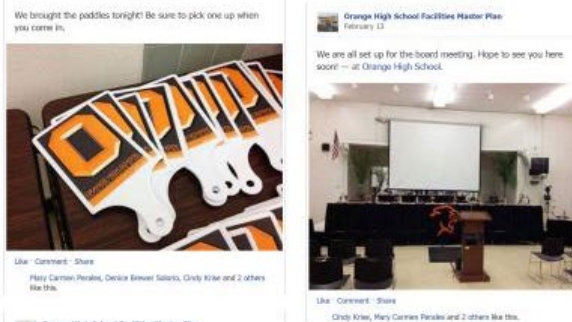 We brought the paddles tonight! Be sure to pick one up when
you come in.
O
Like · Comment · Share
Mary Carmen Perales, Denice Brewer Solorio, Cindy Krise and 2 others
like this.
Orange High School Facilities Master Plan
February 13
We are all set up for the board meeting. Hope to see you here
soon! — at Orange High School.
Like · Comment · Share
Cindy Krise, Mary Carmen Perales and 2 others like this.